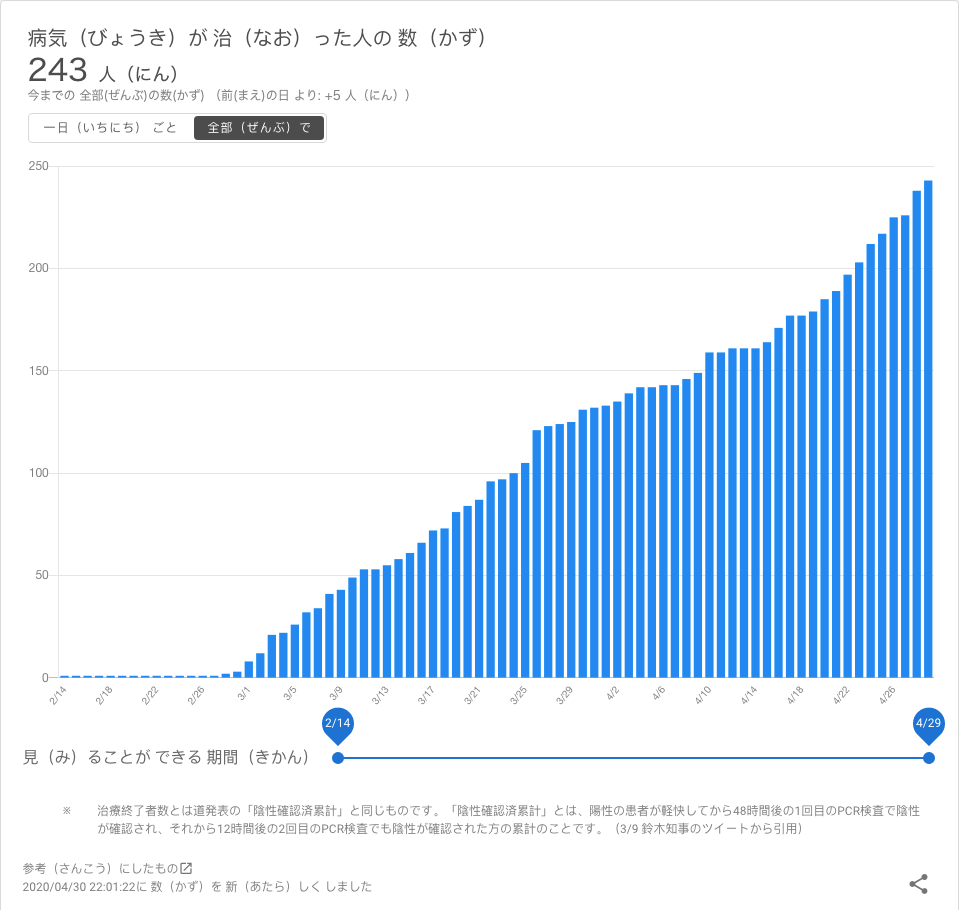 病気（びょうき）が 治（なお）った人の 数（かず）
243 人（にん）
今までの 全部(ぜんぶ)の数(かず) （前(まえ)の日 より: +5 人（にん））
一日（いちにち） ごと 全部（ぜんぶ）で
250
200
150
100
50
0
2/14 2/18 2/22 2/26 3/1 3/5 3/9 3/13 3/17 3/21 3/25 3/29 4/2 4/6 4/10 4/14 4/18 4/22 4/26
2/14 4/29
見（み）ることが できる 期間（きかん）
※ 治療終了者数とは道発表の「陰性確認済累計」と同じものです。「陰性確認済累計」とは、陽性の患者が軽快してから48時間後の1回目のPCR検査で陰性
が確認され、それから12時間後の2回目のPCR検査でも陰性が確認された方の累計のことです。（3/9 鈴木知事のツイートから引用）
参考（さんこう）にしたもの
2020/04/30 22:01:22に 数（かず）を 新（あたら）しく しました